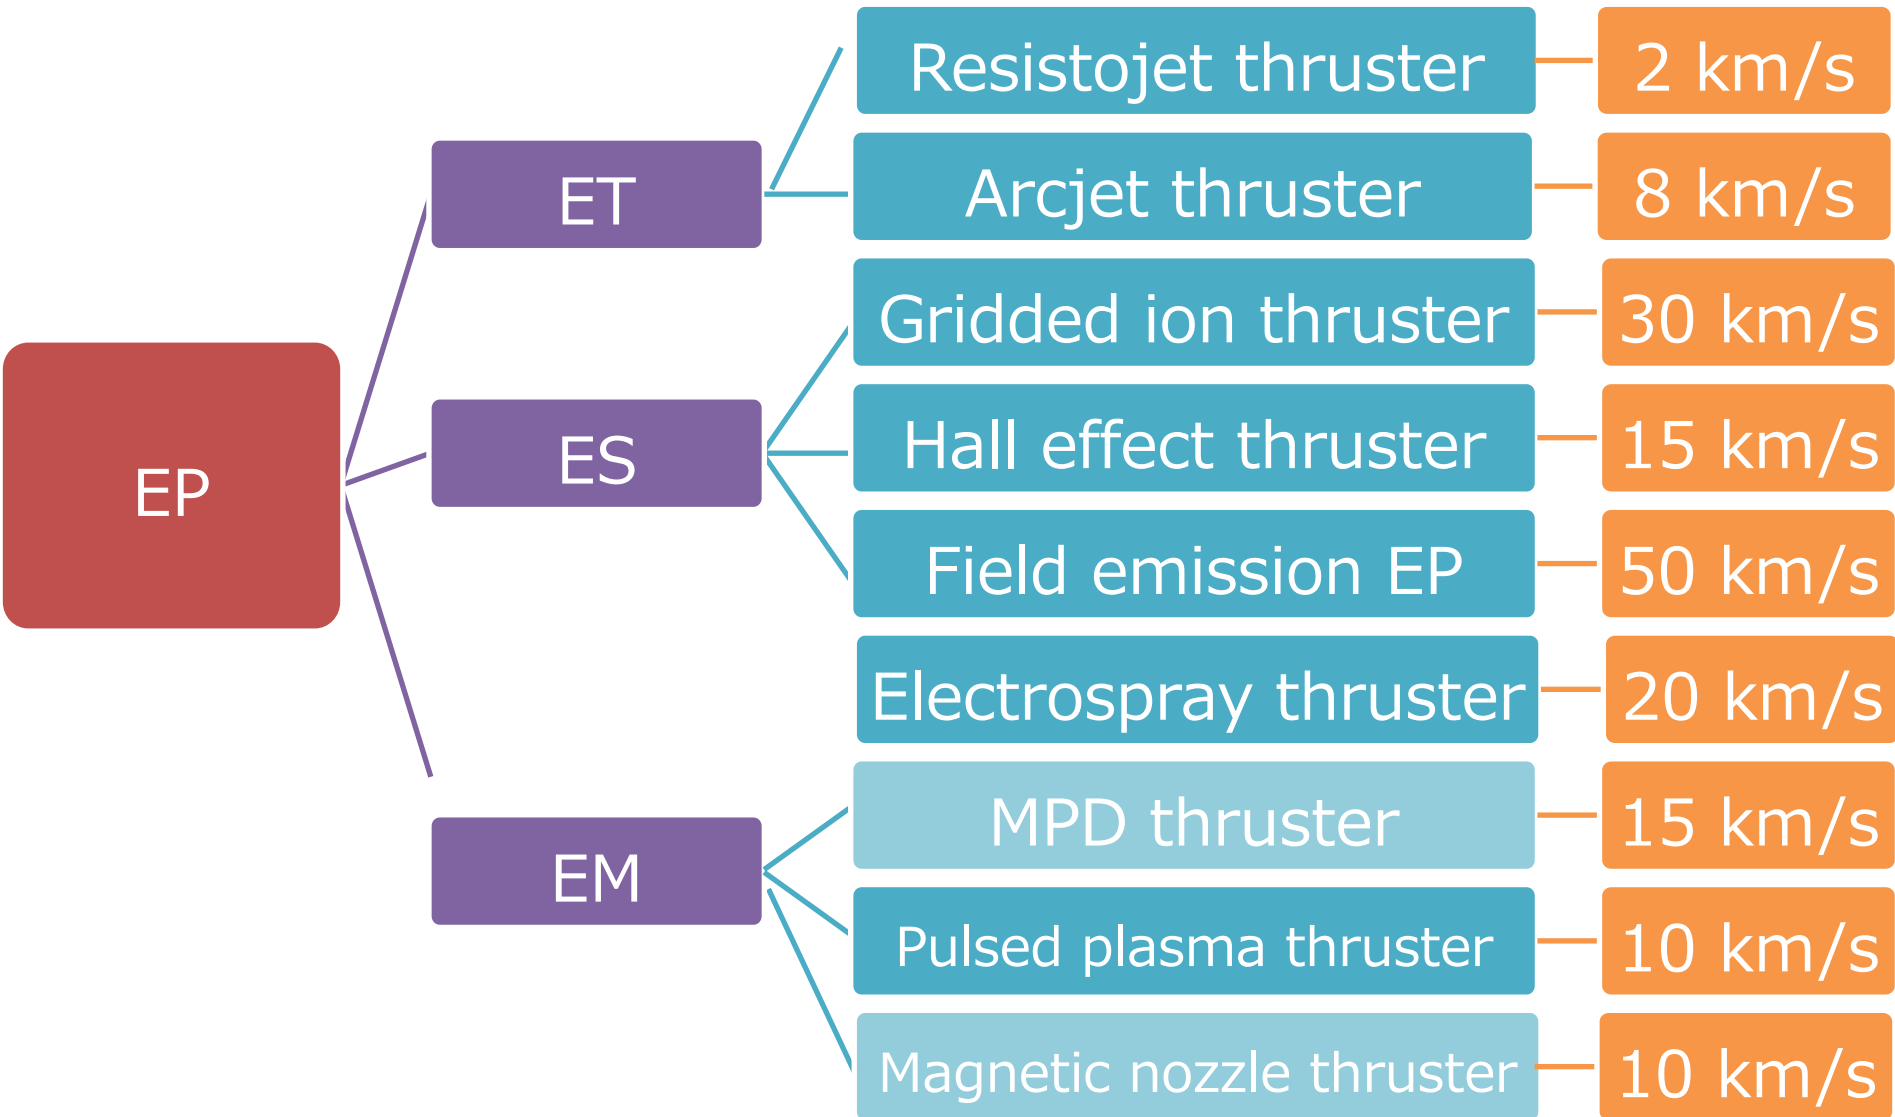 EP
ET
Resistojet thruster
2 km/s
Arcjet thruster
8 km/s
ES
Gridded ion thruster
30 km/s
Hall effect thruster
15 km/s
Field emission EP
50 km/s
Electrospray thruster
20 km/s
EM
MPD thruster
15 km/s
Pulsed plasma thruster
10 km/s
Magnetic nozzle thruster
10 km/s